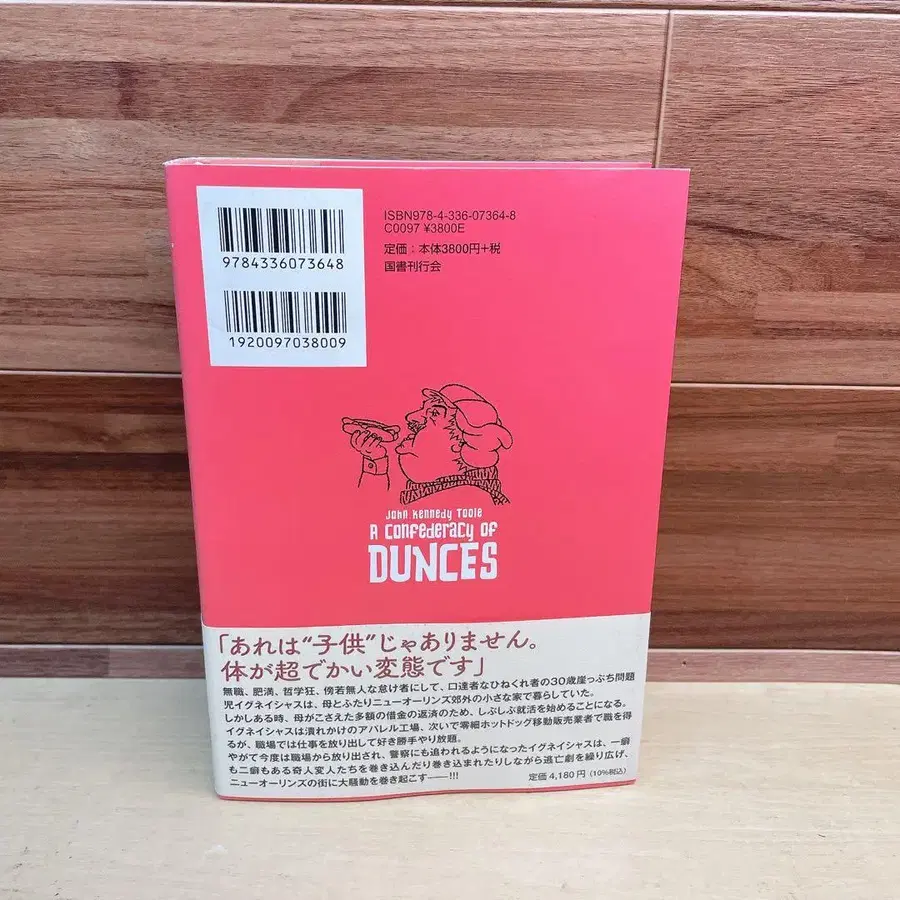 9784336073648
1920097038009
ISBN978-4-336-07364-8
C0097 ¥3800E
定価：本体3800円+税
国書刊行会
John Kennedy Toole
A Confederacy of
DUNCES
「あれは“子供”じゃありません。
体が超でかい変態です」
無職、肥満、哲学狂、傍若無人な怠け者にして、口達者なひねくれ者の30歳崖っぷち問題
児イグネイシャスは、母とふたりニューオーリンズ郊外の小さな家で暮らしていた。
しかしある時、母がこさえた多額の借金の返済のため、しぶしぶ就活を始めることになる。
イグネイシャスは潰れかけのアパレル工場、次いで零細ホットドッグ移動販売業者で職を得
るが、職場では仕事を放り出して好き勝手やり放題。
やがて今度は職場から放り出され、警察にも追われるようになったイグネイシャスは、一癖
も二癖もある奇人変人たちを巻き込んだり巻き込まれたりしながら逃亡劇を繰り広げ、
ニューオーリンズの街に大騒動を巻き起こす――!!!
定価 4,180円（10%税込）